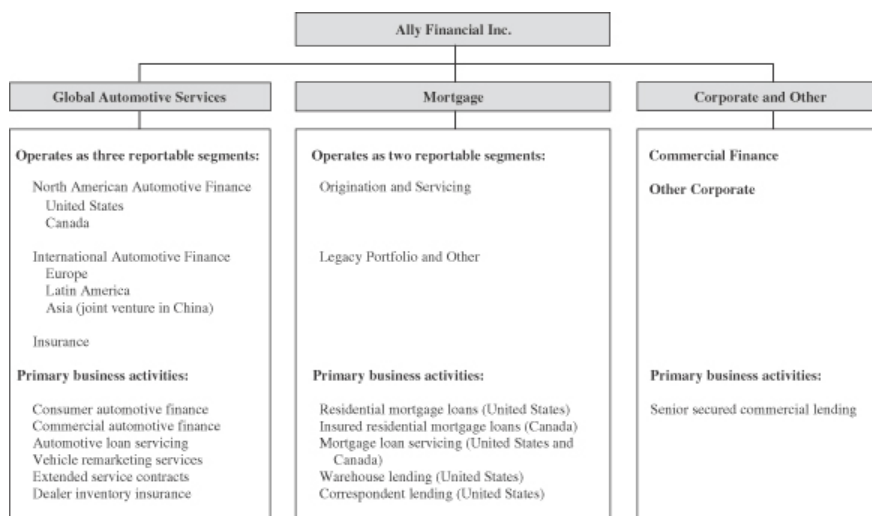 Ally Financial Inc.
Global Automotive Services
Mortgage
Corporate and Other
Operates as three reportable segments:
North American Automotive Finance
United States
Canada
International Automotive Finance
Europe
Latin America
Asia (joint venture in China)
Insurance
Primary business activities:
Consumer automotive finance
Commercial automotive finance
Automotive loan servicing
Vehicle remarketing services
Extended service contracts
Dealer inventory insurance
Operates as two reportable segments:
Origination and Servicing
Legacy Portfolio and Other
Primary business activities:
Residential mortgage loans (United States)
Insured residential mortgage loans (Canada)
Mortgage loan servicing (United States and
Canada)
Warehouse lending (United States)
Correspondent lending (United States)
Commercial Finance
Other Corporate
Primary business activities:
Senior secured commercial lending